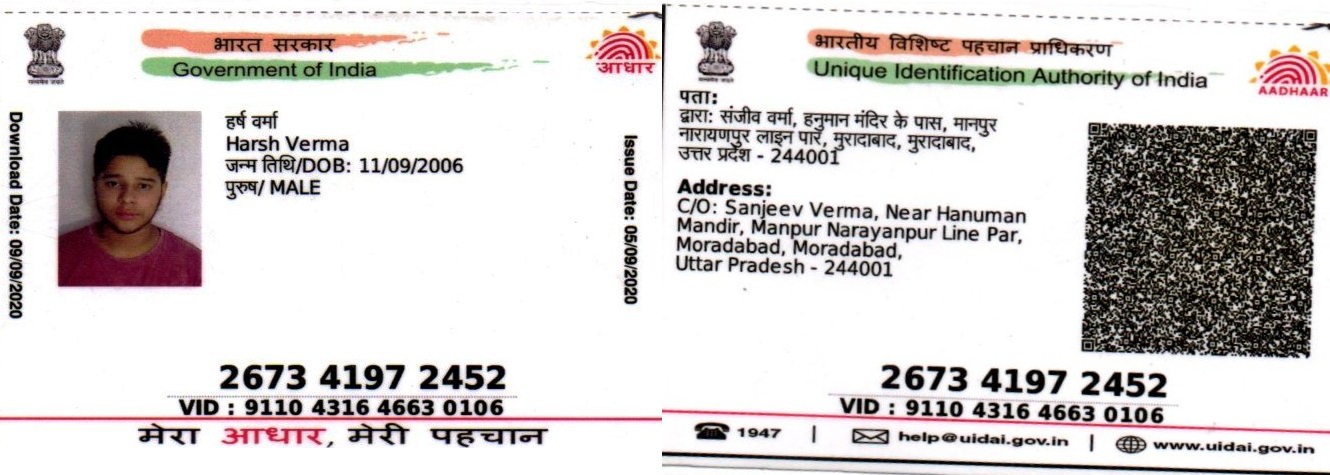 भारत सरकार
Government of India
आधार
Download Date: 09/09/2020
हर्ष वर्मा
Harsh Verma
जन्म तिथि/DOB: 11/09/2006
पुरुष/ MALE
Issue Date: 05/09/2020
2673 4197 2452
VID : 9110 4316 4663 0106
मेरा आधार, मेरी पहचान
भारतीय विशिष्ट पहचान प्राधिकरण
Unique Identification Authority of India
AADHAAR
पता:
द्वारा: संजीव वर्मा, हनुमान मंदिर के पास, मानपुर
नारायणपुर लाइन पार, मुरादाबाद, मुरादाबाद,
उत्तर प्रदेश - 244001
Address:
C/O: Sanjeev Verma, Near Hanuman
Mandir, Manpur Narayanpur Line Par,
Moradabad, Moradabad,
Uttar Pradesh - 244001
2673 4197 2452
VID : 9110 4316 4663 0106
1947 | help@uidai.gov.in | www.uidai.gov.in